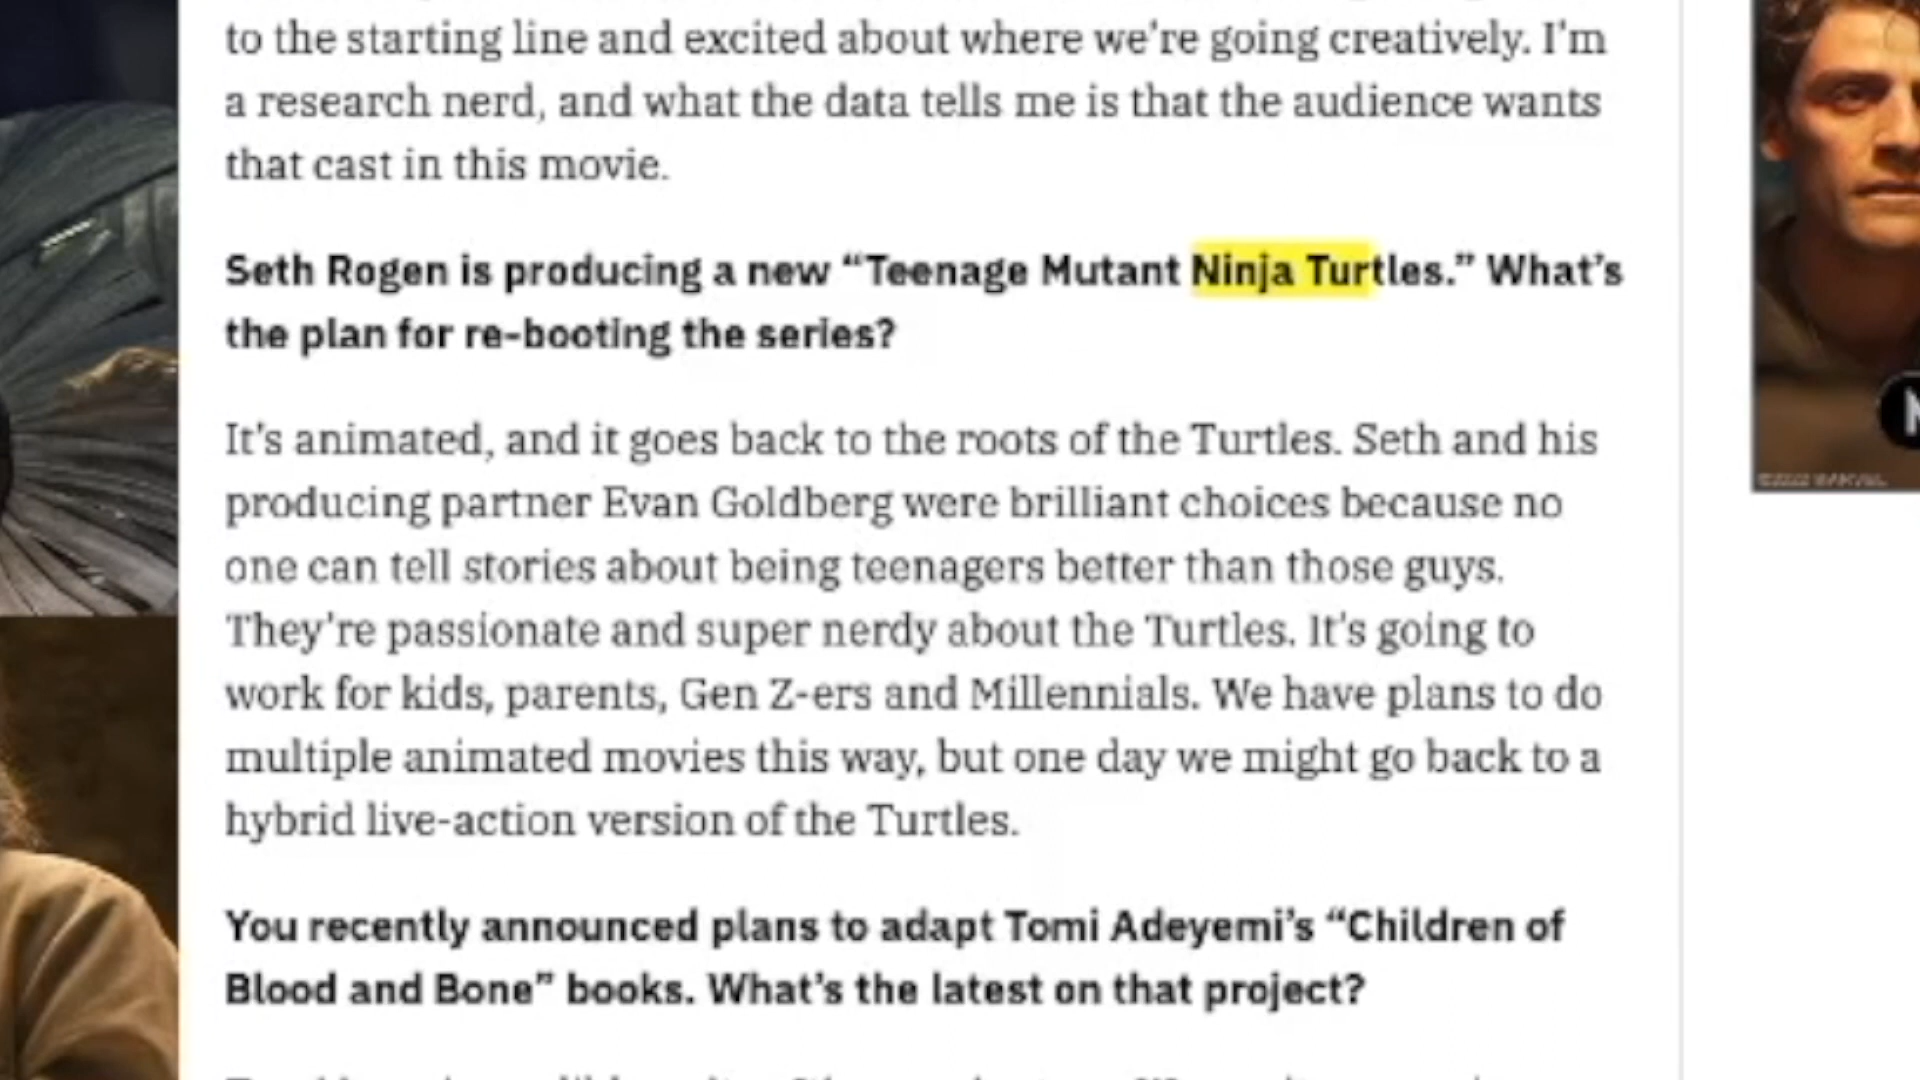 to the starting line and excited about where we're going creatively. I'm
a research nerd, and what the data tells me is that the audience wants
that cast in this movie.
Seth Rogen is producing a new “Teenage Mutant Ninja Turtles.” What's
the plan for re-booting the series?
It's animated, and it goes back to the roots of the Turtles. Seth and his
producing partner Evan Goldberg were brilliant choices because no
one can tell stories about being teenagers better than those guys.
They're passionate and super nerdy about the Turtles. It's going to
work for kids, parents, Gen Z-ers and Millennials. We have plans to do
multiple animated movies this way, but one day we might go back to a
hybrid live-action version of the Turtles.
You recently announced plans to adapt Tomi Adeyemi's “Children of
Blood and Bone” books. What's the latest on that project?